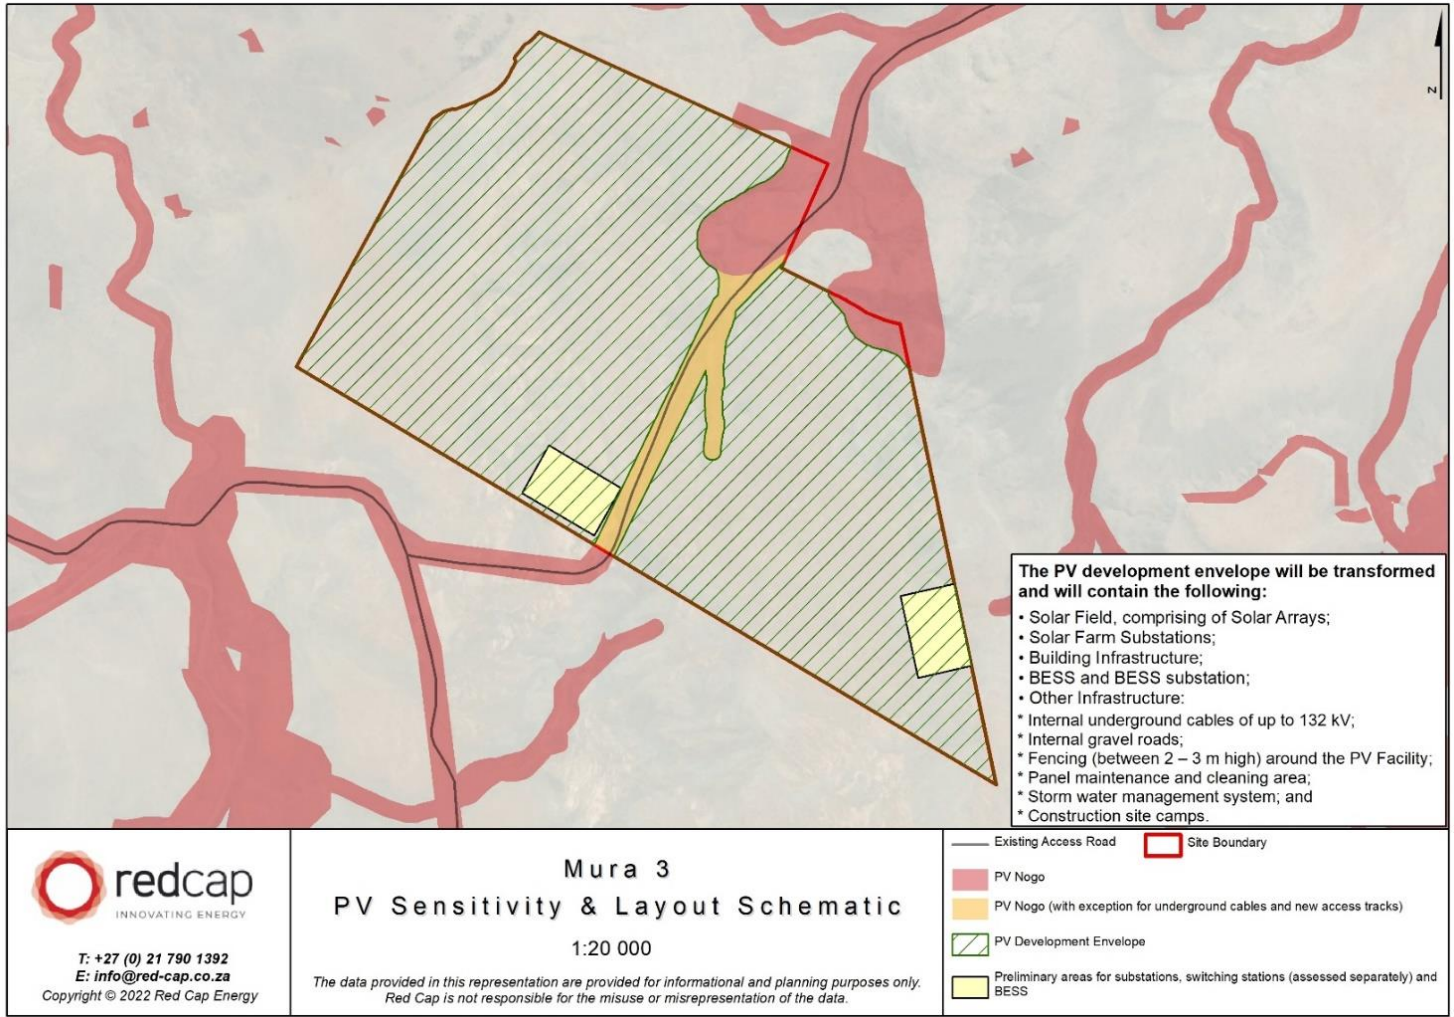 N
The PV development envelope will be transformed
and will contain the following:
• Solar Field, comprising of Solar Arrays;
• Solar Farm Substations;
• Building Infrastructure;
• BESS and BESS substation;
• Other Infrastructure:
* Internal underground cables of up to 132 kV;
* Internal gravel roads;
* Fencing (between 2 – 3 m high) around the PV Facility;
* Panel maintenance and cleaning area;
* Storm water management system; and
* Construction site camps.
redcap
INNOVATING ENERGY
T: +27 (0) 21 790 1392
E: info@red-cap.co.za
Copyright © 2022 Red Cap Energy
Mura 3
PV Sensitivity & Layout Schematic
1:20 000
The data provided in this representation are provided for informational and planning purposes only.
Red Cap is not responsible for the misuse or misrepresentation of the data.
Existing Access Road
Site Boundary
PV Nogo
PV Nogo (with exception for underground cables and new access tracks)
PV Development Envelope
Preliminary areas for substations, switching stations (assessed separately) and
BESS